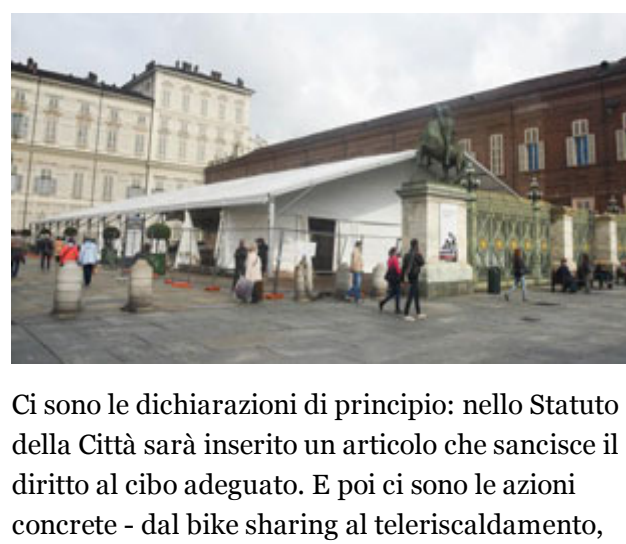 Ci sono le dichiarazioni di principio: nello Statuto
della Città sarà inserito un articolo che sancisce il
diritto al cibo adeguato. E poi ci sono le azioni
concrete - dal bike sharing al teleriscaldamento,